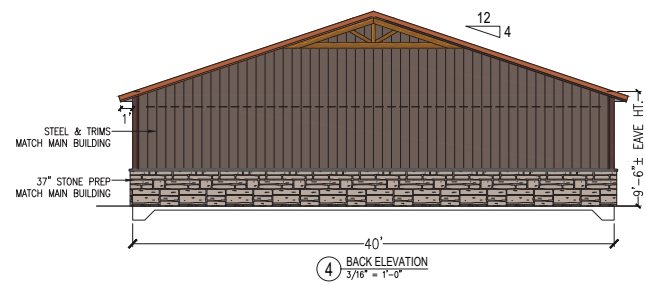 12
4
1'
STEEL & TRIMS
MATCH MAIN BUILDING
37" STONE PREP
MATCH MAIN BUILDING
9'-6"± EAVE HT.
40'
4 BACK ELEVATION
3/16" = 1'-0"